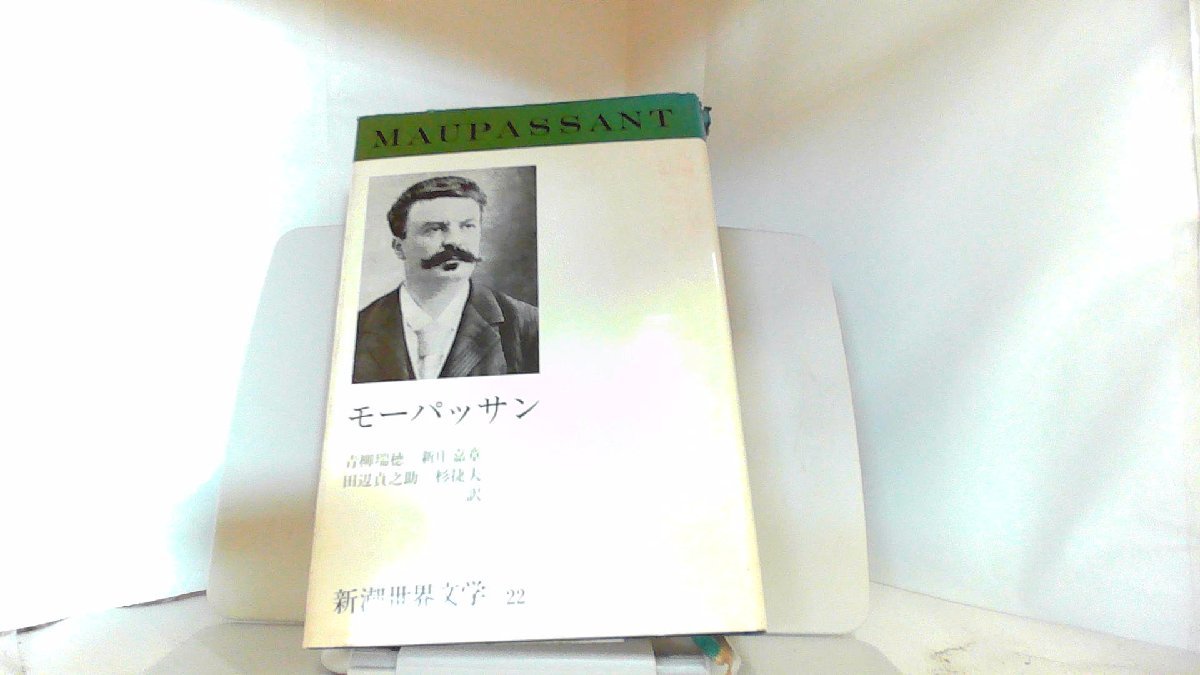 MAUPASSANT
モーパッサン
青柳瑞穂 新庄嘉章
田辺貞之助 杉捷夫
訳
新潮世界文学 22